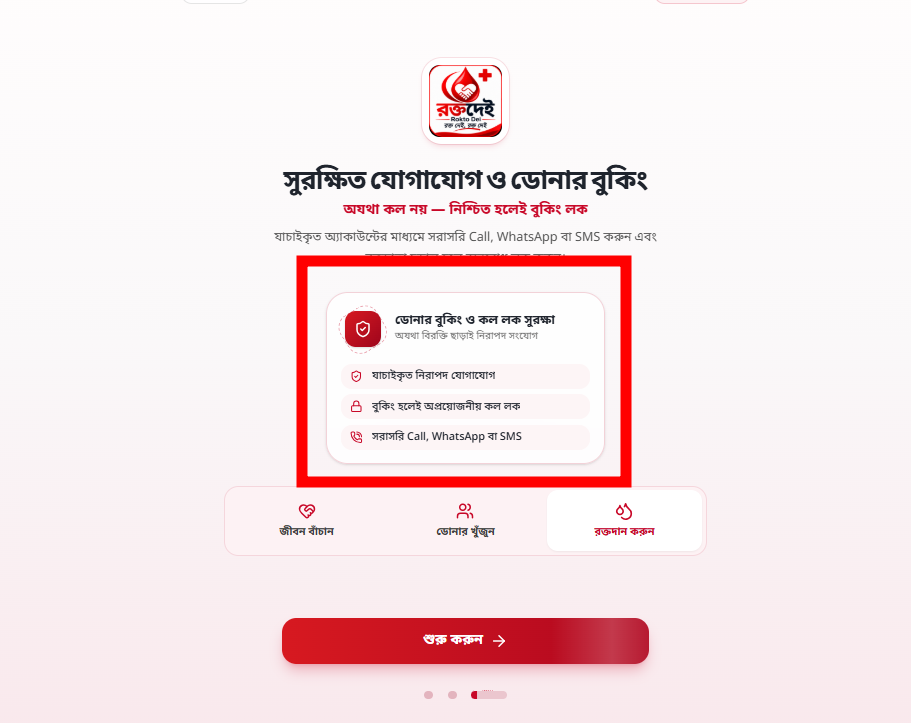 রক্তদেই
Rokto Dei
রক্ত দেই, রক্ত নেই
সুরক্ষিত যোগাযোগ ও ডোনার বুকিং
অযথা কল নয় — নিশ্চিত হলেই বুকিং লক
যাচাইকৃত অ্যাকাউন্টের মাধ্যমে সরাসরি Call, WhatsApp বা SMS করুন এবং
ডোনার বুকিং ও কল লক সুরক্ষা
অযথা বিরক্তি ছাড়াই নিরাপদ সংযোগ
যাচাইকৃত নিরাপদ যোগাযোগ
বুকিং হলেই অপ্রয়োজনীয় কল লক
সরাসরি Call, WhatsApp বা SMS
জীবন বাঁচান
ডোনার খুঁজুন
রক্তদান করুন
শুরু করুন